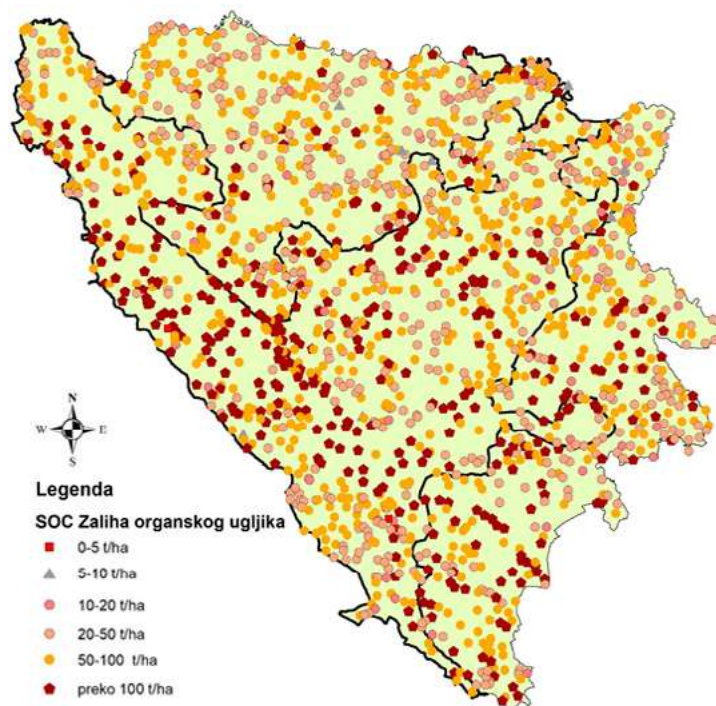 N
W E
S
Legenda
SOC Zaliha organskog ugljika
0-5 t/ha
5-10 t/ha
10-20 t/ha
20-50 t/ha
50-100 t/ha
preko 100 t/ha